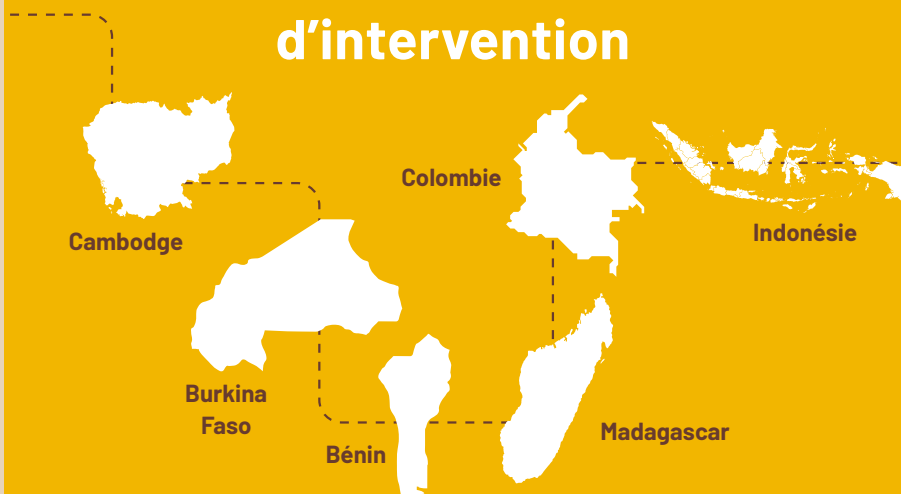 d'intervention
Colombie
Cambodge
Indonésie
Burkina
Faso
Madagascar
Bénin